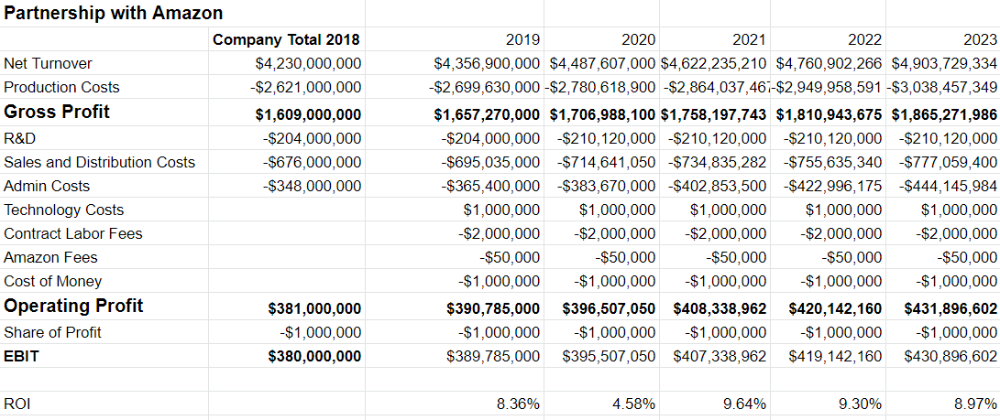 Partnership with Amazon
Company Total 2018 2019 2020 2021 2022 2023
Net Turnover $4,230,000,000 $4,356,900,000 $4,487,607,000 $4,622,235,210 $4,760,902,266 $4,903,729,334
Production Costs -$2,621,000,000 -$2,699,630,000 -$2,780,618,900 -$2,864,037,467 -$2,949,958,591 -$3,038,457,349
Gross Profit $1,609,000,000 $1,657,270,000 $1,706,988,100 $1,758,197,743 $1,810,943,675 $1,865,271,986
R&D -$204,000,000 -$204,000,000 -$210,120,000 -$210,120,000 -$210,120,000 -$210,120,000
Sales and Distribution Costs -$676,000,000 -$695,035,000 -$714,641,050 -$734,835,282 -$755,635,340 -$777,059,400
Admin Costs -$348,000,000 -$365,400,000 -$383,670,000 -$402,853,500 -$422,996,175 -$444,145,984
Technology Costs $1,000,000 $1,000,000 $1,000,000 $1,000,000 $1,000,000
Contract Labor Fees -$2,000,000 -$2,000,000 -$2,000,000 -$2,000,000 -$2,000,000
Amazon Fees -$50,000 -$50,000 -$50,000 -$50,000 -$50,000
Cost of Money -$1,000,000 -$1,000,000 -$1,000,000 -$1,000,000 -$1,000,000
Operating Profit $381,000,000 $390,785,000 $396,507,050 $408,338,962 $420,142,160 $431,896,602
Share of Profit -$1,000,000 -$1,000,000 -$1,000,000 -$1,000,000 -$1,000,000 -$1,000,000
EBIT $380,000,000 $389,785,000 $395,507,050 $407,338,962 $419,142,160 $430,896,602
ROI 8.36% 4.58% 9.64% 9.30% 8.97%